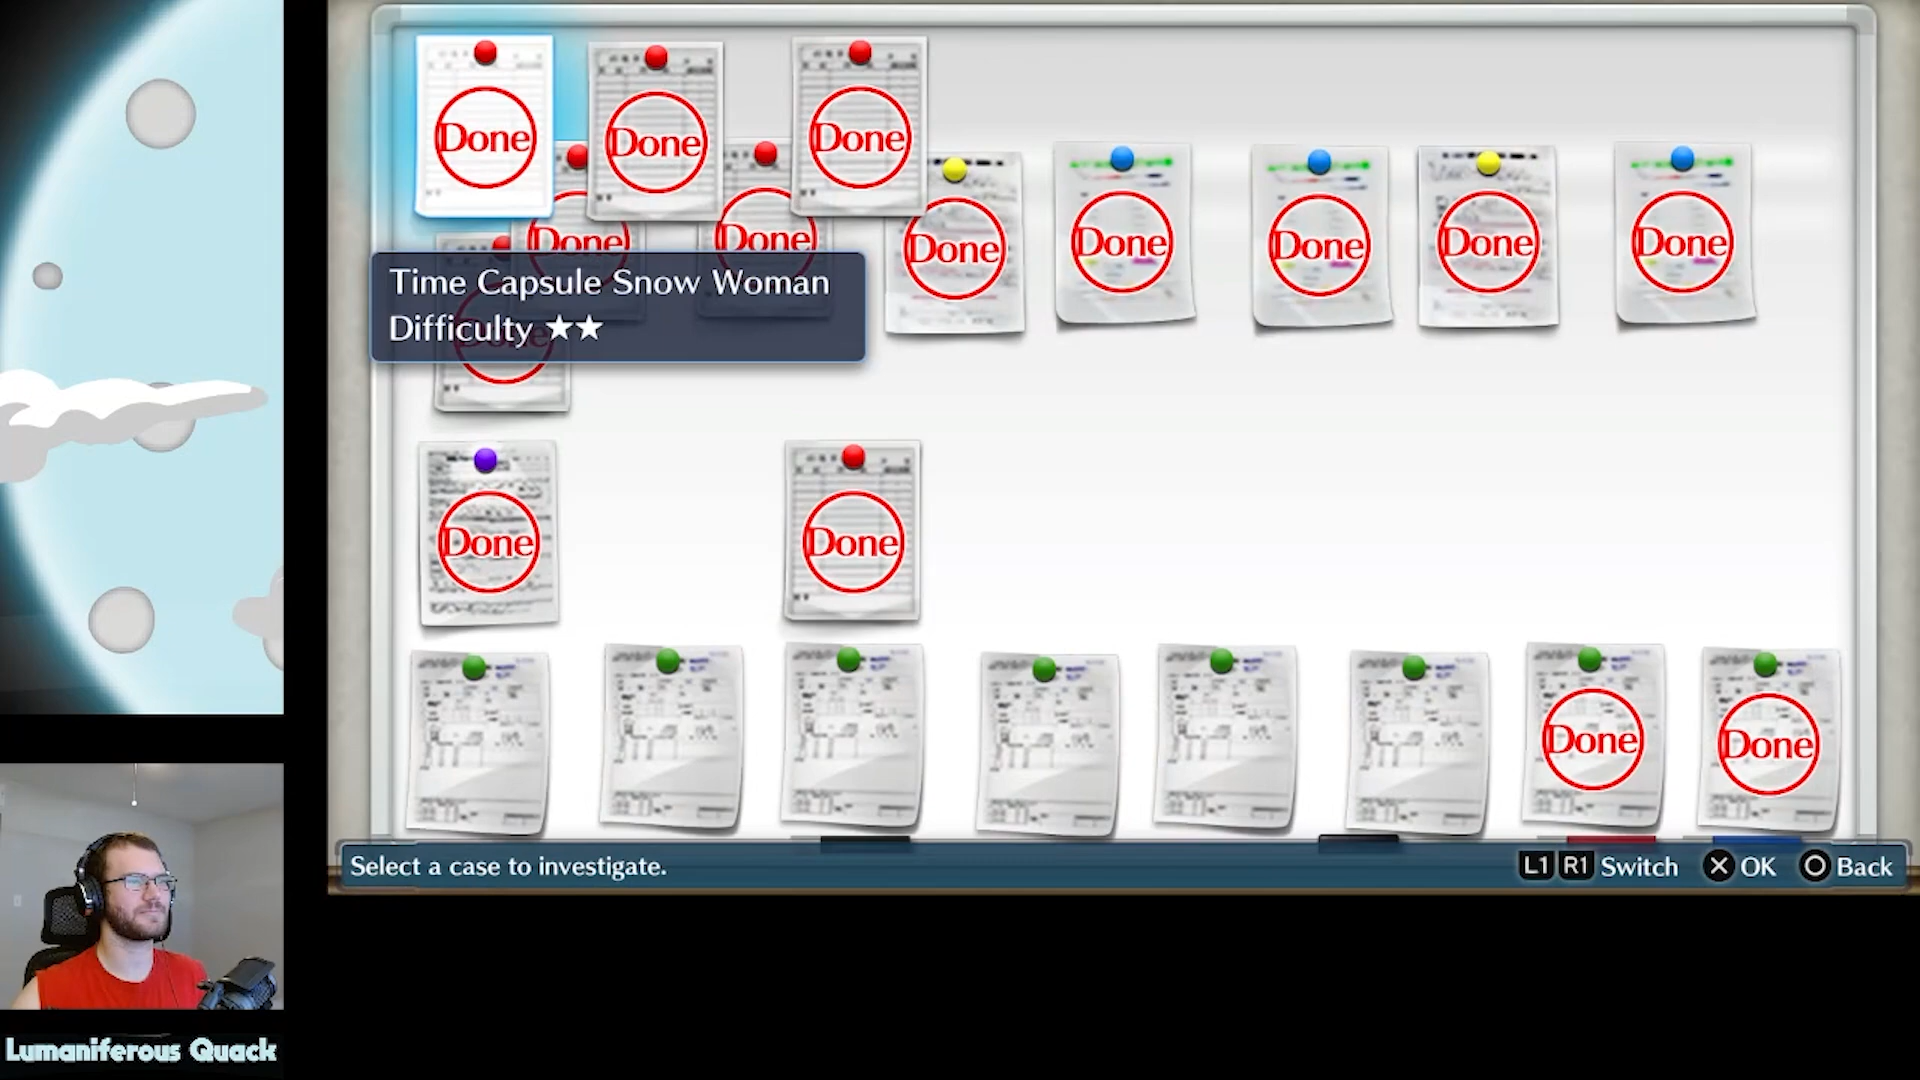 Done
Done
Done
Done
Done
Done
Done
Done
Done
Done
Time Capsule Snow Woman
Difficulty ★★
Done
Done
Done
Done
Done
Select a case to investigate.
L1 R1 Switch
OK
Back
Lumaniferous Quack